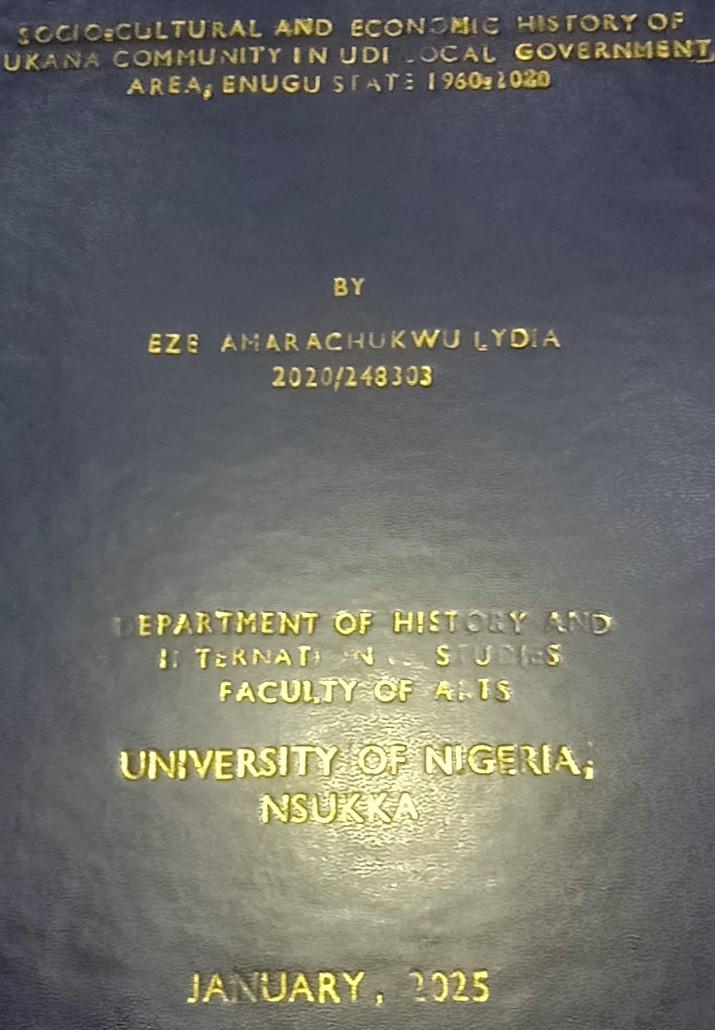 SOCIO-CULTURAL AND ECONOMIC HISTORY OF
UKANA COMMUNITY IN UDI LOCAL GOVERNMENT
AREA, ENUGU STATE 1960-2020
BY
EZE AMARACHUKWU LYDIA
2020/248303
DEPARTMENT OF HISTORY AND
INTERNATIONAL STUDIES
FACULTY OF ARTS
UNIVERSITY OF NIGERIA,
NSUKKA
JANUARY, 2025